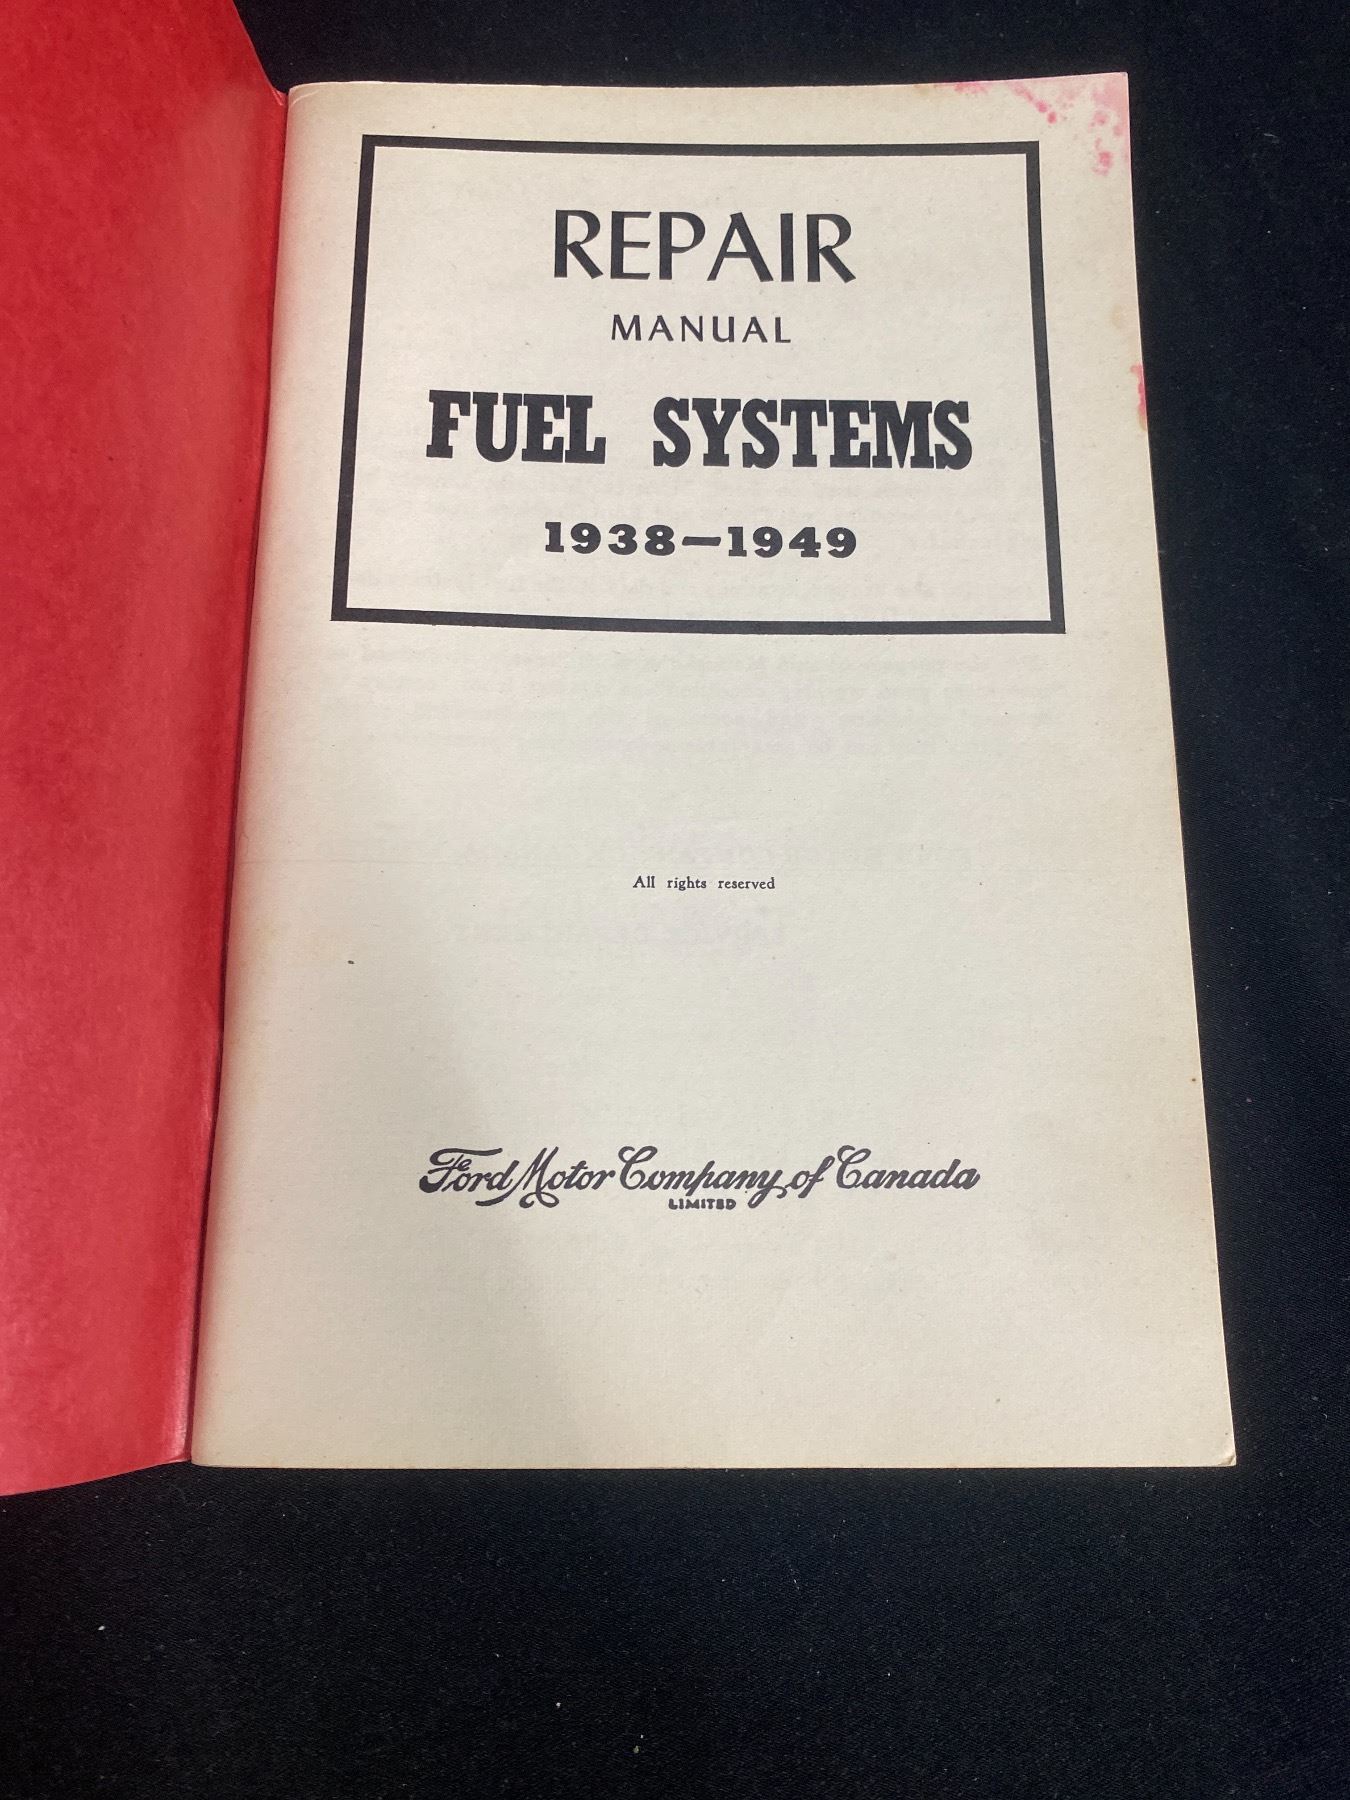 REPAIR
MANUAL
FUEL SYSTEMS
1938—1949
All rights reserved
Ford Motor Company of Canada
LIMITED